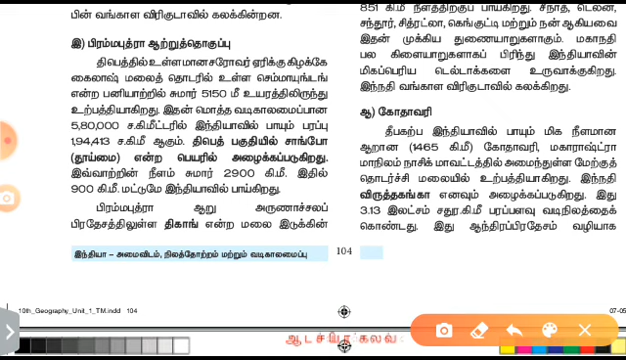 பின் வங்காள விரிகுடாவில் கலக்கின்றன.
இ) பிரம்மபுத்ரா ஆற்றுத்தொகுப்பு
திபெத்தில் உள்ள மானசரோவர் ஏரிக்கு கிழக்கே
கைலாஷ் மலைத் தொடரில் உள்ள செம்மாயுங்டங்
என்ற பனியாற்றில் சுமார் 5150 மீ உயரத்திலிருந்து
உற்பத்தியாகிறது. இதன் மொத்த வடிகாலமைப்பான
5,80,000 ச.கி.மீட்டரில் இந்தியாவில் பாயும் பரப்பு
1,94,413 ச.கி.மீ ஆகும். திபெத் பகுதியில் சாங்போ
(தூய்மை) என்ற பெயரில் அழைக்கப்படுகிறது.
இவ்வாற்றின் நீளம் சுமார் 2900 கி.மீ. இதில்
900 கி.மீ. மட்டுமே இந்தியாவில் பாய்கிறது.
பிரம்மபுத்ரா ஆறு அருணாச்சலப்
பிரதேசத்திலுள்ள திகாங் என்ற மலை இடுக்கின்
851 கி.மீ நீளத்திற்குப் பாய்கிறது. சீநாத், டெலன்,
சந்தூர், சித்ரட்லா, கெங்குட்டி மற்றும் நன் ஆகியவை
இதன் முக்கிய துணையாறுகளாகும். மகாநதி
பல கிளையாறுகளாகப் பிரிந்து இந்தியாவின்
மிகப்பெரிய டெல்டாக்களை உருவாக்குகிறது.
இந்நதி வங்காள விரிகுடாவில் கலக்கிறது.
ஆ) கோதாவரி
தீபகற்ப இந்தியாவில் பாயும் மிக நீளமான
ஆறான (1465 கி.மீ) கோதாவரி, மகாராஷ்ட்ரா
மாநிலம் நாசிக் மாவட்டத்தில் அமைந்துள்ள மேற்குத்
தொடர்ச்சி மலையில் உற்பத்தியாகிறது. இந்நதி
விருத்தகங்கா எனவும் அழைக்கப்படுகிறது. இது
3.13 இலட்சம் சதுர.கி.மீ பரப்பளவு வடிநிலத்தைக்
கொண்டது. இது ஆந்திரப்பிரதேசம் வழியாக
இந்தியா – அமைவிடம், நிலத்தோற்றம் மற்றும் வடிகாலமைப்பு
104
10th_Geography_Unit_1_TM.indd 104
07-05